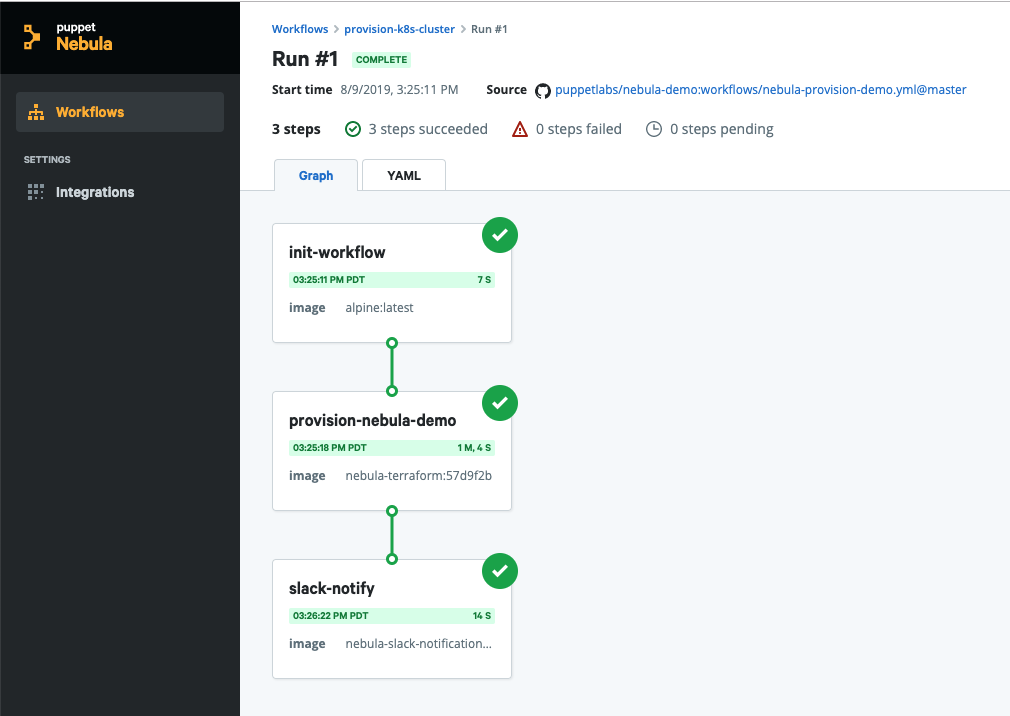 puppet
Nebula
Workflows
SETTINGS
Integrations
Workflows > provision-k8s-cluster > Run #1
Run #1 COMPLETE
Start time 8/9/2019, 3:25:11 PM Source puppetlabs/nebula-demo:workflows/nebula-provision-demo.yml@master
3 steps 3 steps succeeded 0 steps failed 0 steps pending
Graph YAML
init-workflow
03:25:11 PM PDT 7 S
image alpine:latest
provision-nebula-demo
03:25:18 PM PDT 1 M, 4 S
image nebula-terraform:57d9f2b
slack-notify
03:26:22 PM PDT 14 S
image nebula-slack-notification...